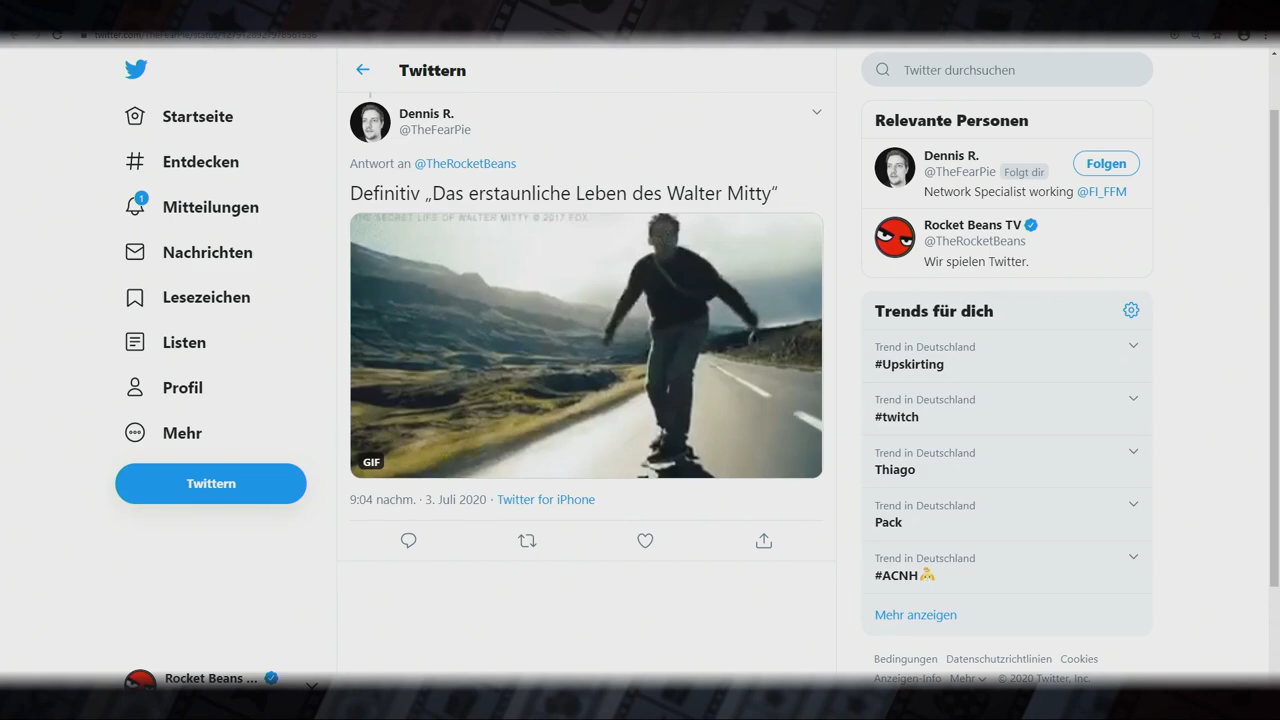 Startseite
Entdecken
1
Mitteilungen
Nachrichten
Lesezeichen
Listen
Profil
Mehr
Twittern
Rocket Beans ...
Twittern
Dennis R.
@TheFearPie
Antwort an @TheRocketBeans
Definitiv „Das erstaunliche Leben des Walter Mitty“
SECRET LIFE OF WALTER MITTY © 2017 FOX
GIF
9:04 nachm. · 3. Juli 2020 · Twitter for iPhone
Twitter durchsuchen
Relevante Personen
Dennis R.
@TheFearPie Folgt dir
Folgen
Network Specialist working @FI_FFM
Rocket Beans TV
@TheRocketBeans
Wir spielen Twitter.
Trends für dich
Trend in Deutschland
#Upskirting
Trend in Deutschland
#twitch
Trend in Deutschland
Thiago
Trend in Deutschland
Pack
Trend in Deutschland
#ACNH
Mehr anzeigen
Bedingungen Datenschutzrichtlinien Cookies
Anzeigen-Info Mehr © 2020 Twitter, Inc.